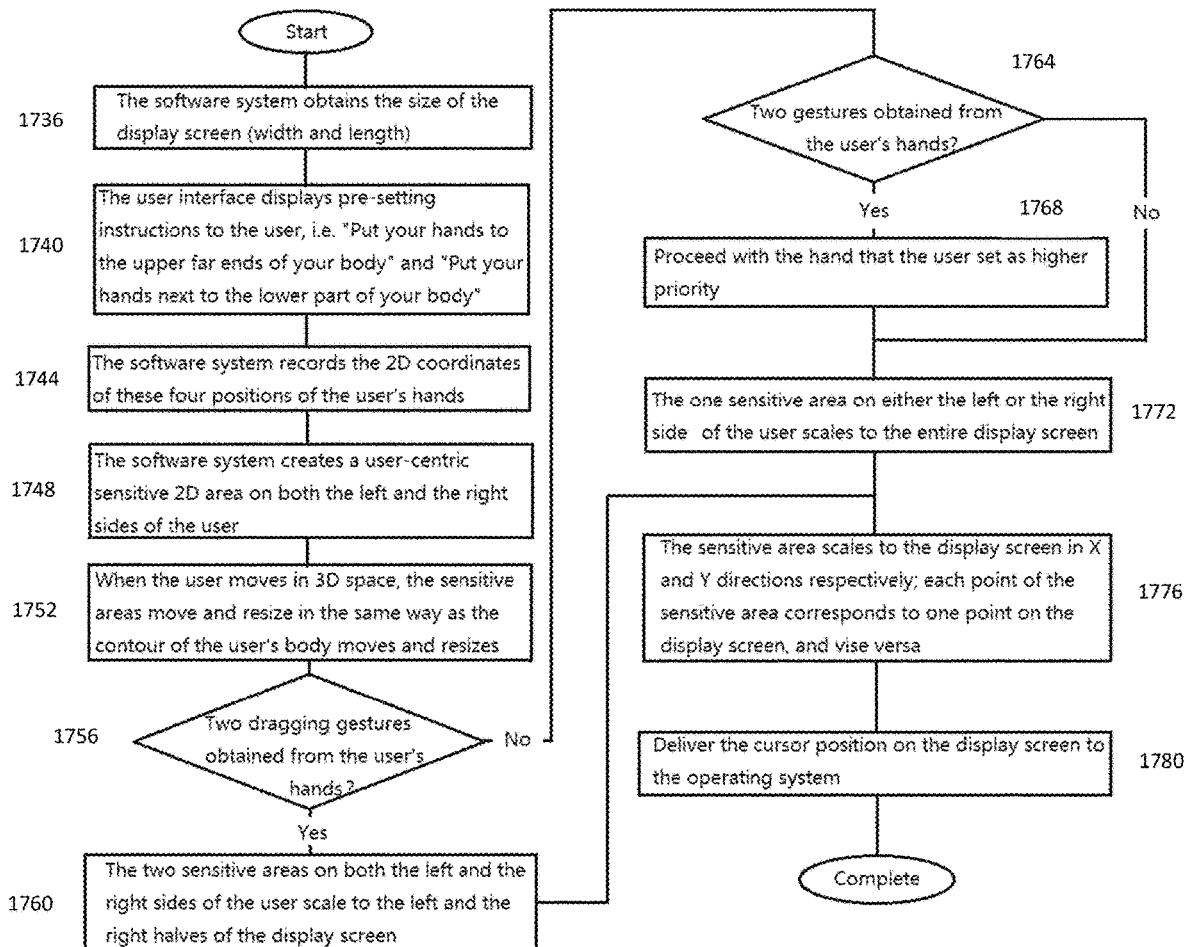 Start
1736
The software system obtains the size of the
display screen (width and length)
1740
The user interface displays pre-setting
instructions to the user, i.e. "Put your hands to
the upper far ends of your body" and "Put your
hands next to the lower part of your body"
1744
The software system records the 2D coordinates
of these four positions of the user's hands
1748
The software system creates a user-centric
sensitive 2D area on both the left and the right
sides of the user
1752
When the user moves in 3D space, the sensitive
areas move and resize in the same way as the
contour of the user's body moves and resizes
1756
Two dragging gestures
obtained from the user's
hands?
No
Yes
1760
The two sensitive areas on both the left and the
right sides of the user scale to the left and the
right halves of the display screen
1764
Two gestures obtained from
the user's hands?
Yes
1768
No
Proceed with the hand that the user set as higher
priority
The one sensitive area on either the left or the right
side of the user scales to the entire display screen
1772
The sensitive area scales to the display screen in X
and Y directions respectively; each point of the
sensitive area corresponds to one point on the
display screen, and vise versa
1776
Deliver the cursor position on the display screen to
the operating system
1780
Complete